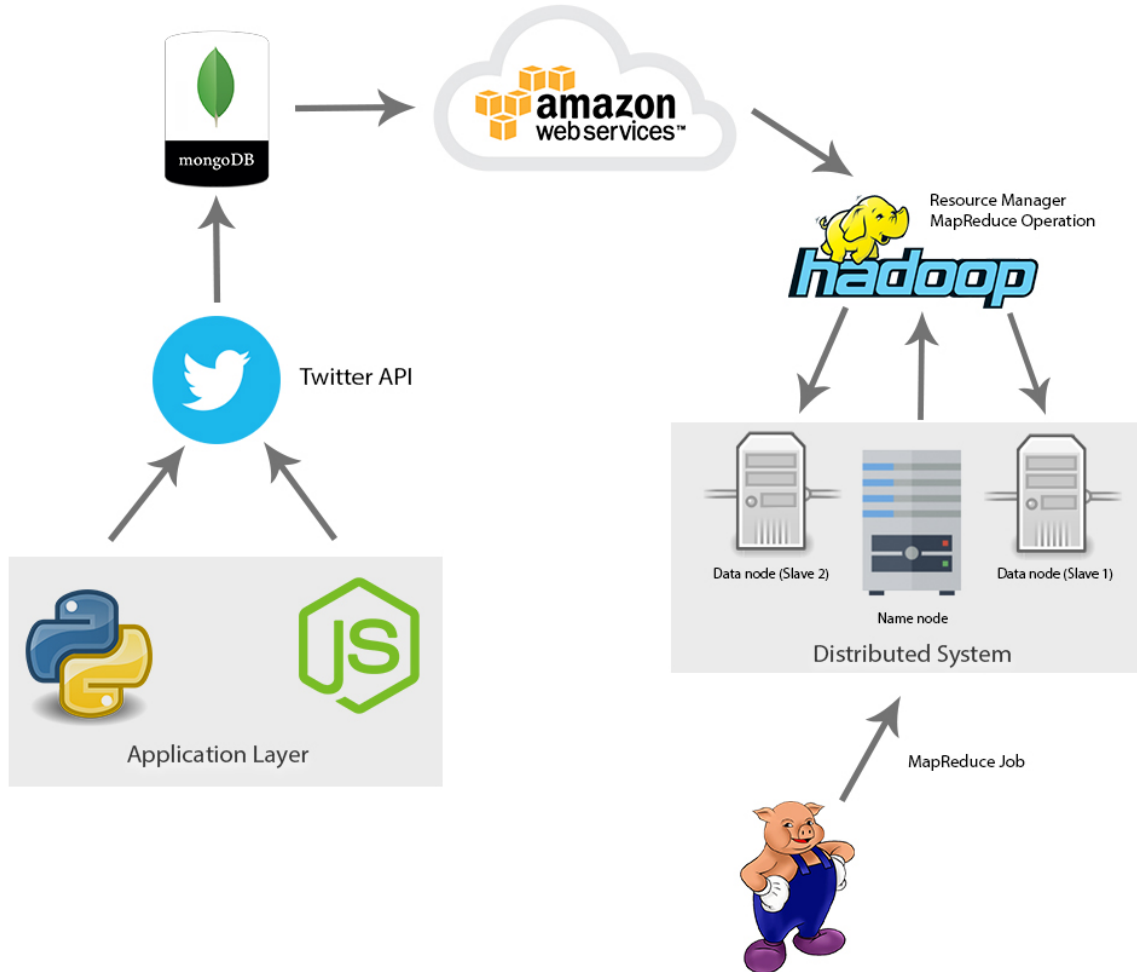 mongoDB
amazon
web services™
Resource Manager
MapReduce Operation
hadoop
Twitter API
JS
Application Layer
Data node (Slave 2)
Data node (Slave 1)
Name node
Distributed System
MapReduce Job